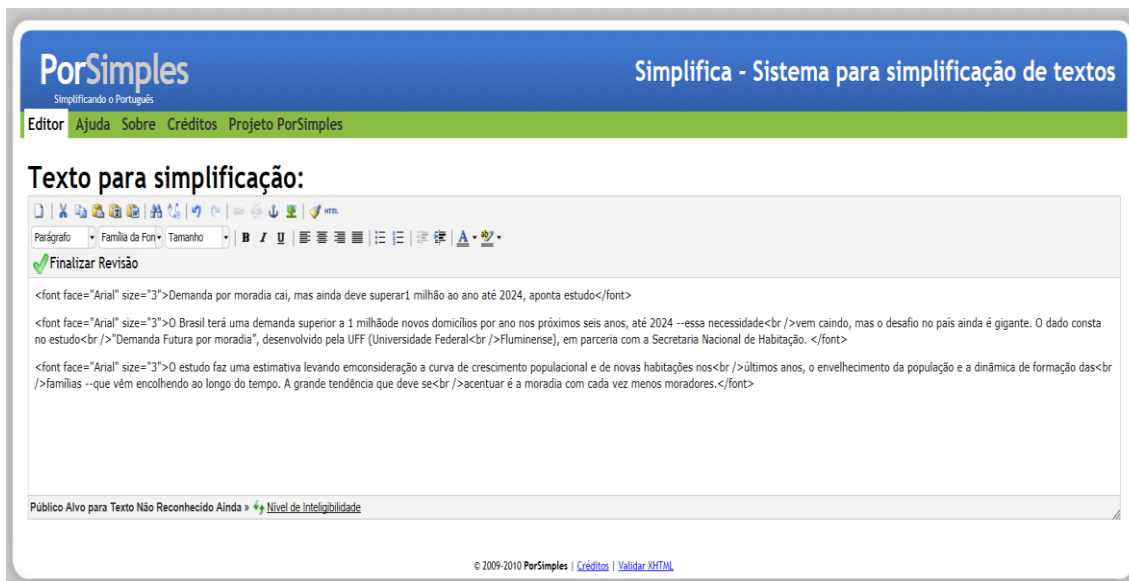 PorSimples
Simplificando o Português
Simplifica - Sistema para simplificação de textos
Editor Ajuda Sobre Créditos Projeto PorSimples
Texto para simplificação:
HTML
Parágrafo Família da Fon Tamanho B I U A ab
Finalizar Revisão
<font face="Arial" size="3">Demanda por moradia cai, mas ainda deve superar1 milhão ao ano até 2024, aponta estudo</font>
<font face="Arial" size="3">O Brasil terá uma demanda superior a 1 milhãode novos domicílios por ano nos próximos seis anos, até 2024 --essa necessidade<br />vem caindo, mas o desafio no país ainda é gigante. O dado consta
no estudo<br />"Demanda Futura por moradia”, desenvolvido pela UFF (Universidade Federal<br />Fluminense), em parceria com a Secretaria Nacional de Habitação. </font>
<font face="Arial" size="3">O estudo faz uma estimativa levando emconsideração a curva de crescimento populacional e de novas habitações nos<br />últimos anos, o envelhecimento da população e a dinâmica de formação das<br
/>famílias --que vêm encolhendo ao longo do tempo. A grande tendência que deve se<br />acentuar é a moradia com cada vez menos moradores.</font>
Público Alvo para Texto Não Reconhecido Ainda » Nível de Inteligibilidade
© 2009-2010 PorSimples | Créditos | Validar XHTML